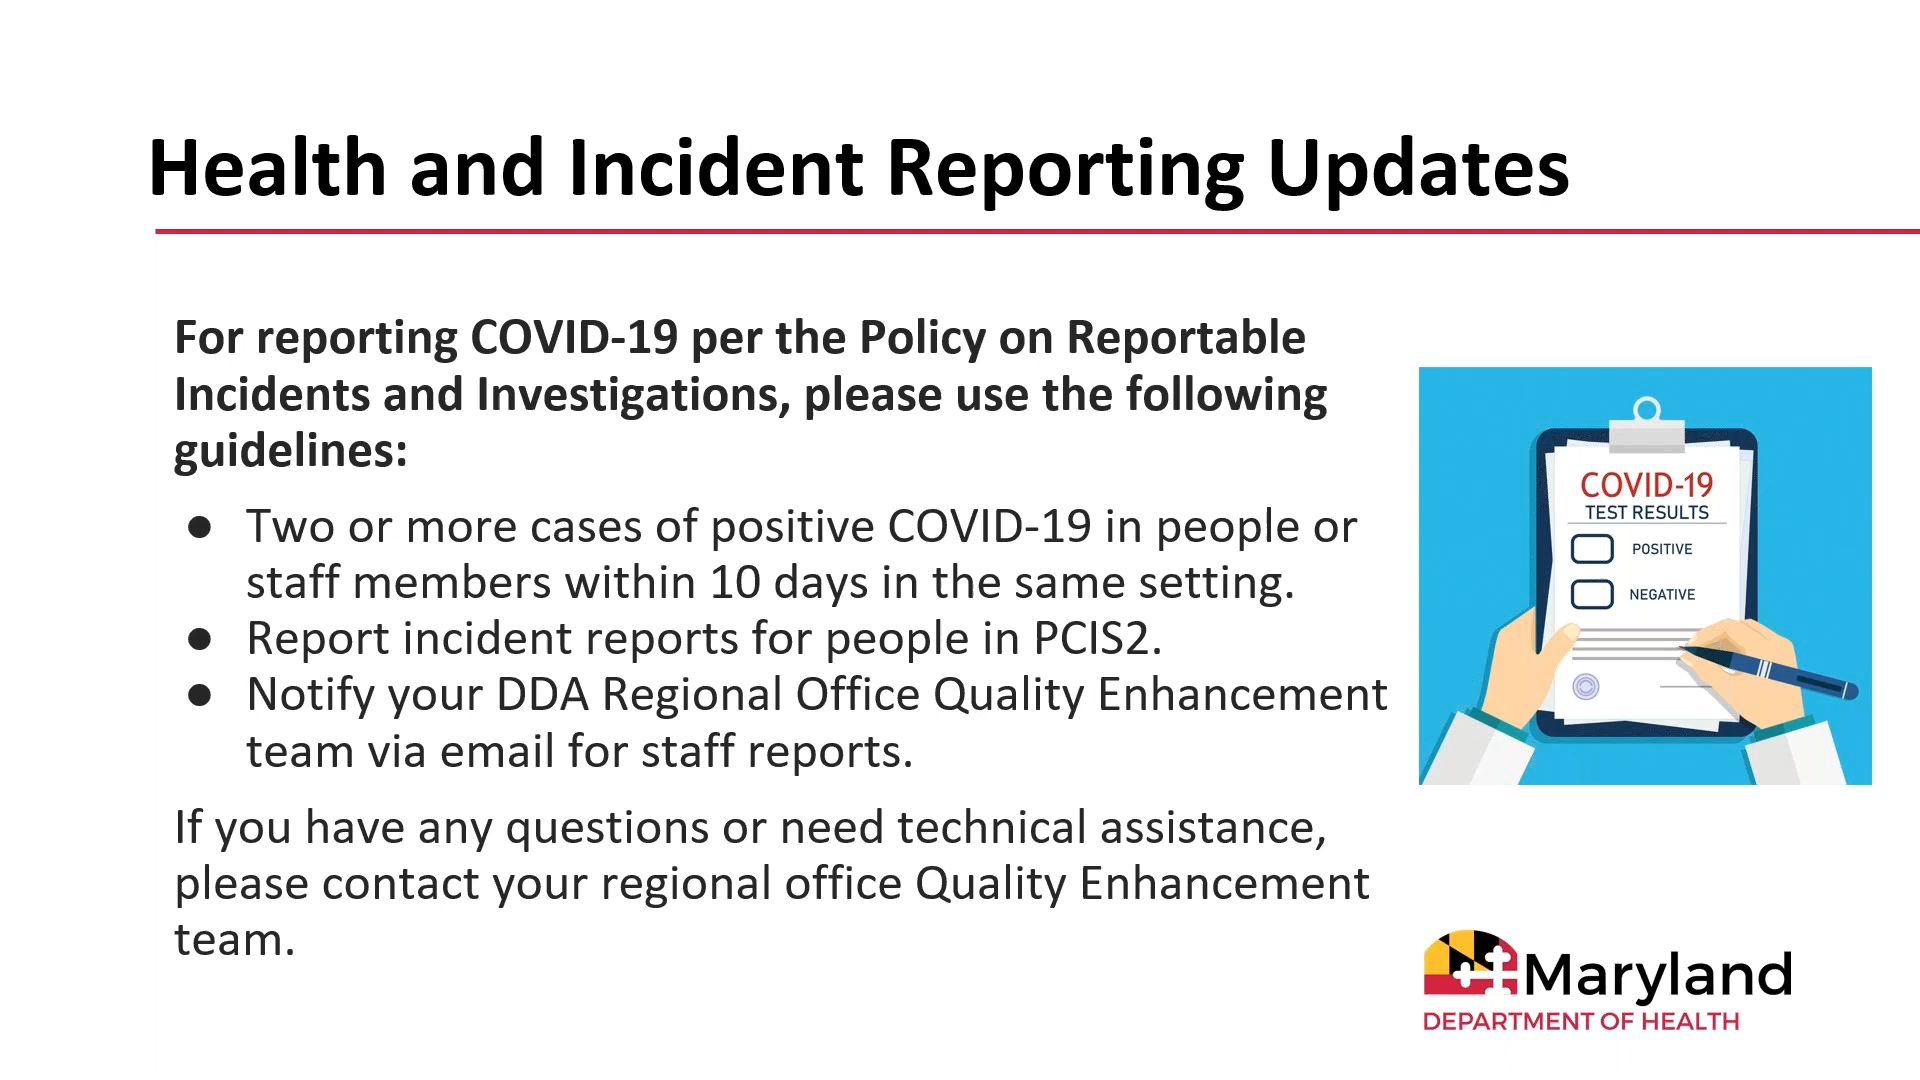 Health and Incident Reporting Updates
For reporting COVID-19 per the Policy on Reportable
Incidents and Investigations, please use the following
guidelines:
● Two or more cases of positive COVID-19 in people or
staff members within 10 days in the same setting.
● Report incident reports for people in PCIS2.
● Notify your DDA Regional Office Quality Enhancement
team via email for staff reports.
If you have any questions or need technical assistance,
please contact your regional office Quality Enhancement
team.
COVID-19
TEST RESULTS
POSITIVE
NEGATIVE
Maryland
DEPARTMENT OF HEALTH